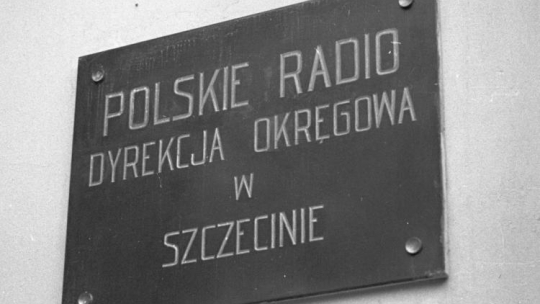 POLSKIE RADIO
DYREKCJA OKRĘGOWA
W
SZCZECINIE